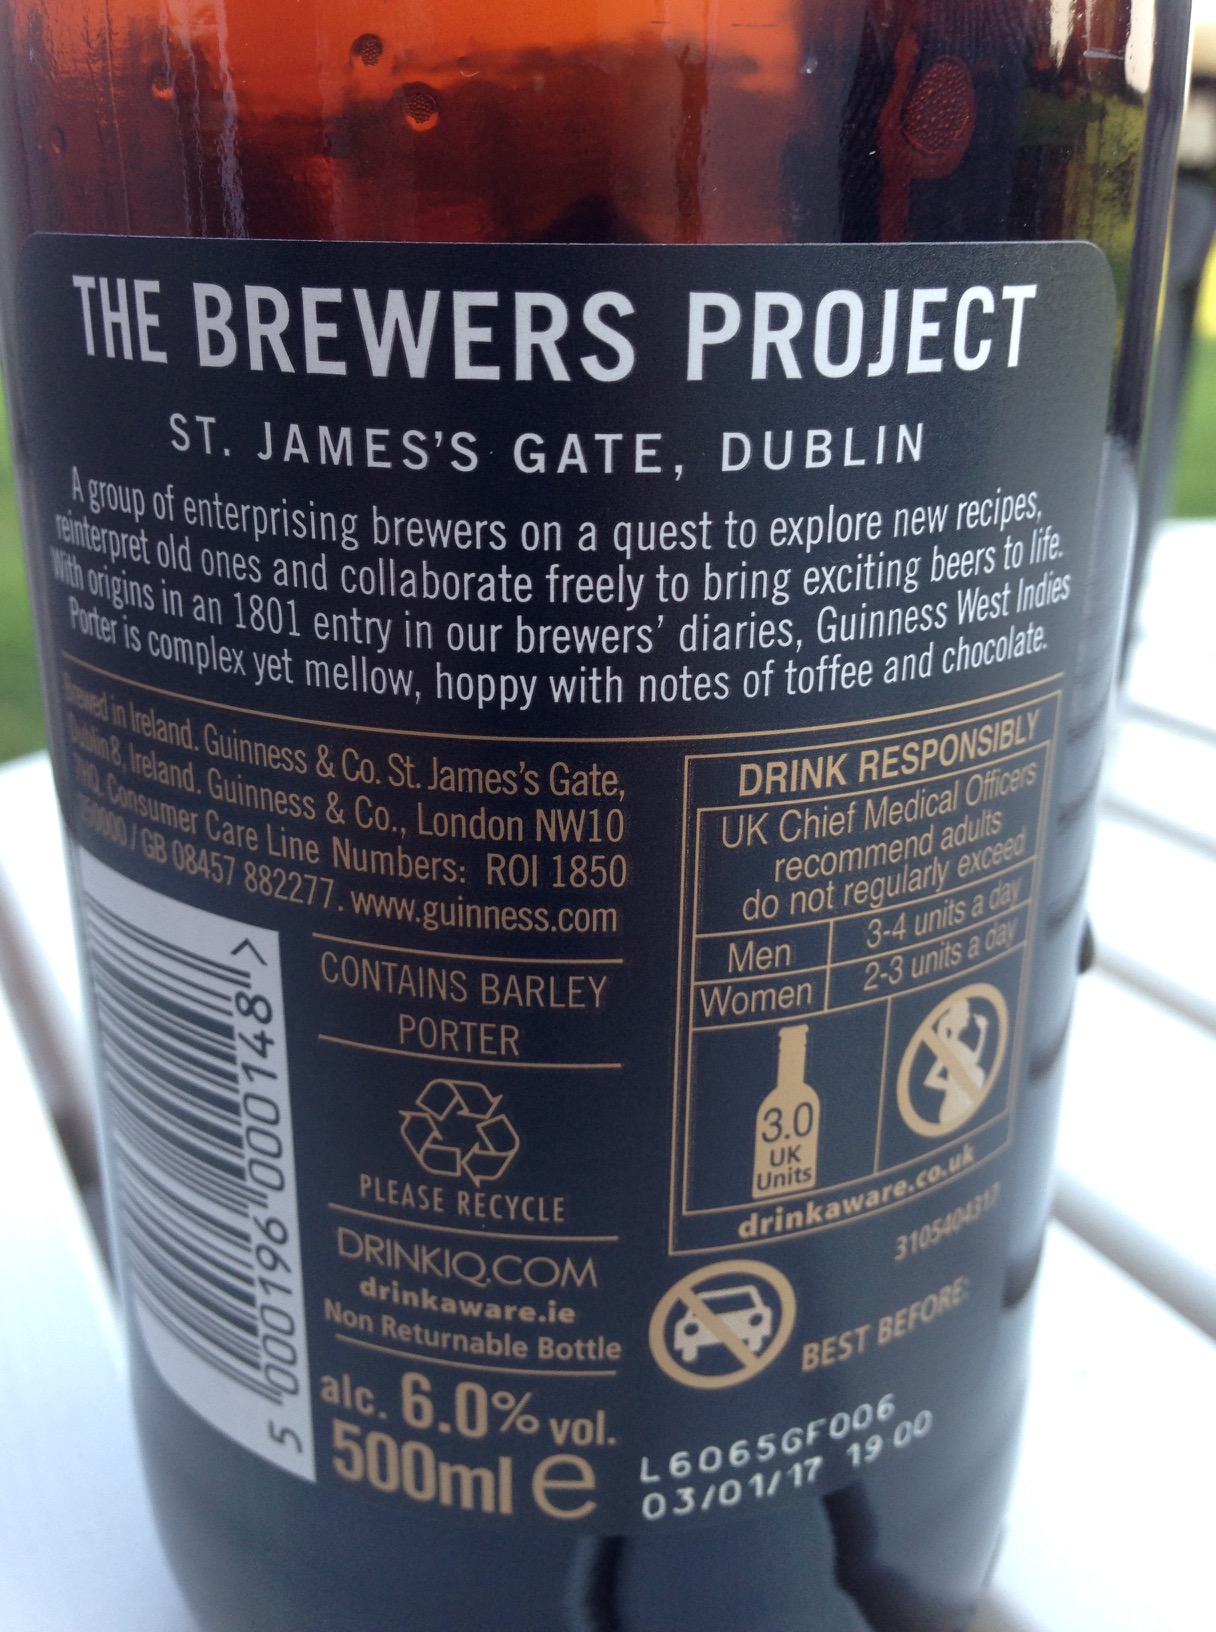 THE BREWERS PROJECT
ST. JAMES'S GATE, DUBLIN
A group of enterprising brewers on a quest to explore new recipes,
reinterpret old ones and collaborate freely to bring exciting beers to life.
With origins in an 1801 entry in our brewers' diaries, Guinness West Indies
Porter is complex yet mellow, hoppy with notes of toffee and chocolate.
Brewed in Ireland. Guinness & Co. St. James's Gate,
Dublin 8, Ireland. Guinness & Co., London NW10
7HQ. Consumer Care Line Numbers: ROI 1850
/ GB 08457 882277. www.guinness.com
CONTAINS BARLEY
PORTER
PLEASE RECYCLE
DRINKIQ.COM
drinkaware.ie
Non Returnable Bottle
alc. 6.0% vol.
500ml e
5 000196 000148 >
DRINK RESPONSIBLY
UK Chief Medical Officers
recommend adults
do not regularly exceed
Men 3-4 units a day
Women 2-3 units a day
3.0
UK
Units
drinkaware.co.uk
3105404317
BEST BEFORE:
L6065GF006
03/01/17 19 00